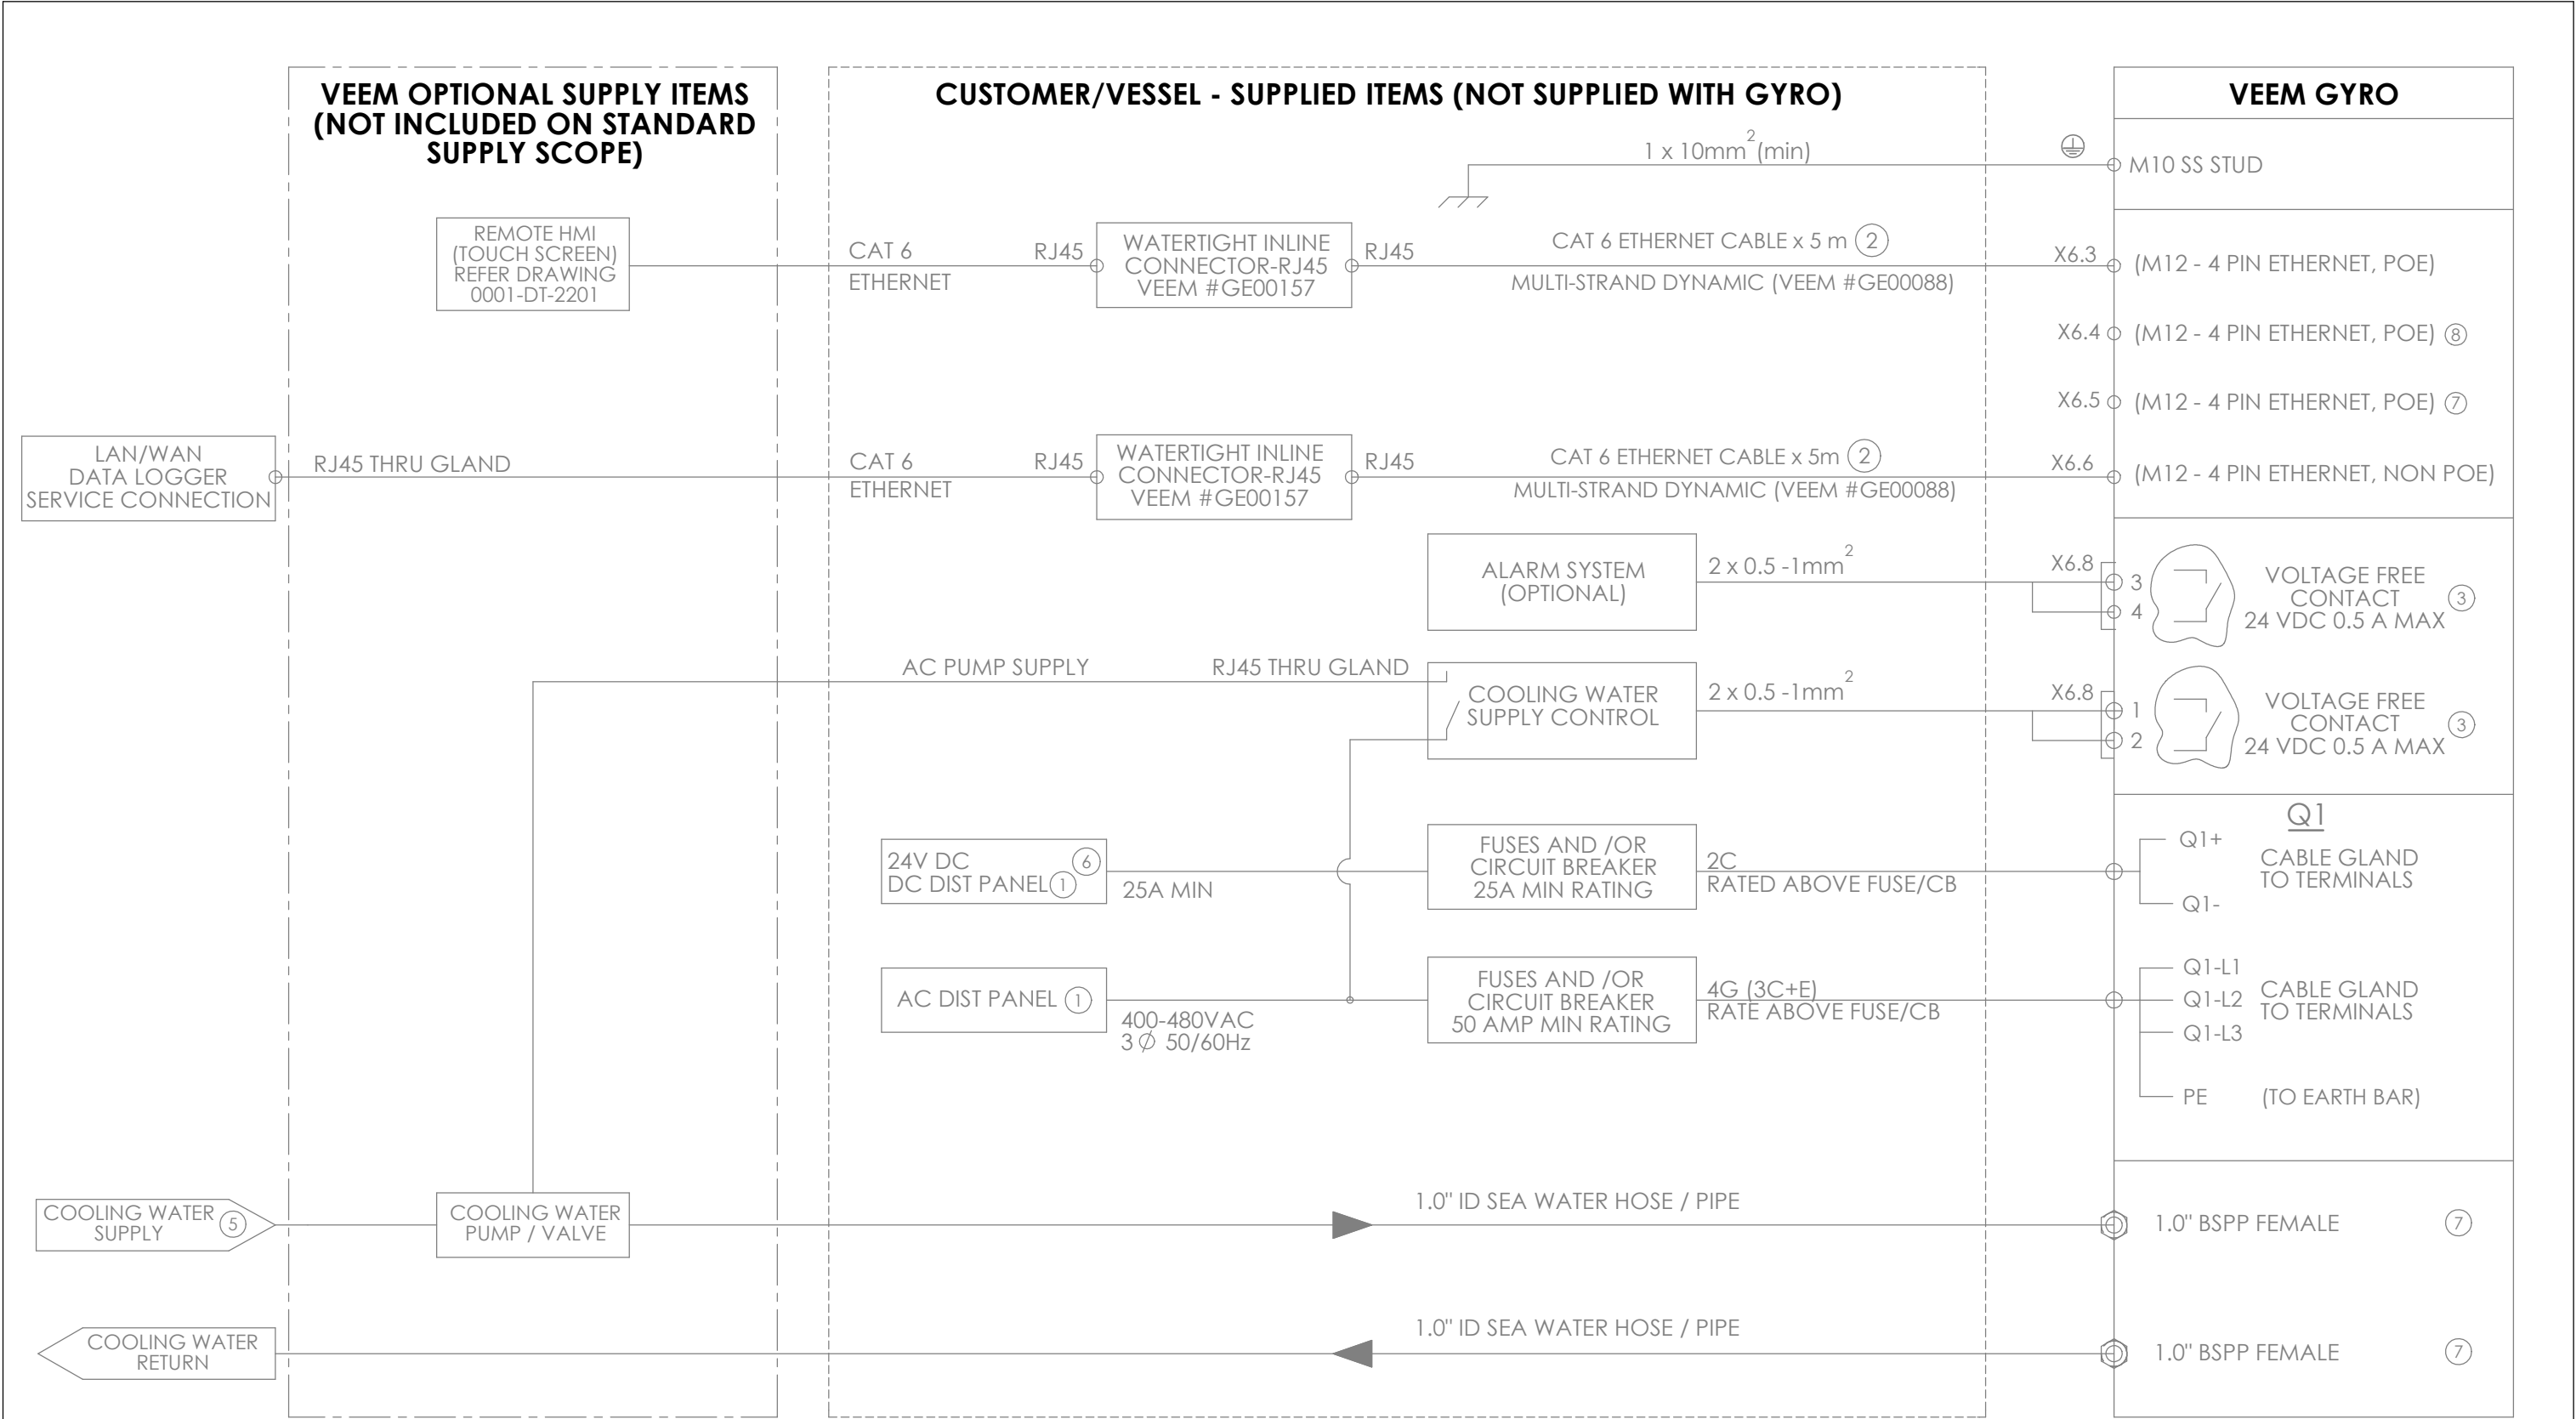 VEEM OPTIONAL SUPPLY ITEMS
(NOT INCLUDED ON STANDARD
SUPPLY SCOPE)
CUSTOMER/VESSEL - SUPPLIED ITEMS (NOT SUPPLIED WITH GYRO)
VEEM GYRO
1 x 10mm²(min)
M10 SS STUD
REMOTE HMI
(TOUCH SCREEN)
REFER DRAWING
0001-DT-2201
CAT 6
ETHERNET
RJ45
WATERTIGHT INLINE
CONNECTOR-RJ45
VEEM #GE00157
RJ45
CAT 6 ETHERNET CABLE x 5 m 2
MULTI-STRAND DYNAMIC (VEEM #GE00088)
X6.3
(M12 - 4 PIN ETHERNET, POE)
X6.4
(M12 - 4 PIN ETHERNET, POE) 8
X6.5
(M12 - 4 PIN ETHERNET, POE) 7
LAN/WAN
DATA LOGGER
SERVICE CONNECTION
RJ45 THRU GLAND
CAT 6
ETHERNET
RJ45
WATERTIGHT INLINE
CONNECTOR-RJ45
VEEM #GE00157
RJ45
CAT 6 ETHERNET CABLE x 5m 2
MULTI-STRAND DYNAMIC (VEEM #GE00088)
X6.6
(M12 - 4 PIN ETHERNET, NON POE)
ALARM SYSTEM
(OPTIONAL)
2 x 0.5 -1mm²
X6.8
3
4
VOLTAGE FREE
CONTACT
24 VDC 0.5 A MAX
3
AC PUMP SUPPLY
RJ45 THRU GLAND
COOLING WATER
SUPPLY CONTROL
2 x 0.5 -1mm²
X6.8
1
2
VOLTAGE FREE
CONTACT
24 VDC 0.5 A MAX
3
Q1
24V DC 6
DC DIST PANEL 1
25A MIN
FUSES AND /OR
CIRCUIT BREAKER
25A MIN RATING
2C
RATED ABOVE FUSE/CB
Q1+
Q1-
CABLE GLAND
TO TERMINALS
AC DIST PANEL 1
400-480VAC
3 Ø 50/60Hz
FUSES AND /OR
CIRCUIT BREAKER
50 AMP MIN RATING
4G (3C+E)
RATE ABOVE FUSE/CB
Q1-L1
Q1-L2
Q1-L3
CABLE GLAND
TO TERMINALS
PE
(TO EARTH BAR)
COOLING WATER
SUPPLY
5
COOLING WATER
PUMP / VALVE
1.0" ID SEA WATER HOSE / PIPE
1.0" BSPP FEMALE
7
COOLING WATER
RETURN
1.0" ID SEA WATER HOSE / PIPE
1.0" BSPP FEMALE
7